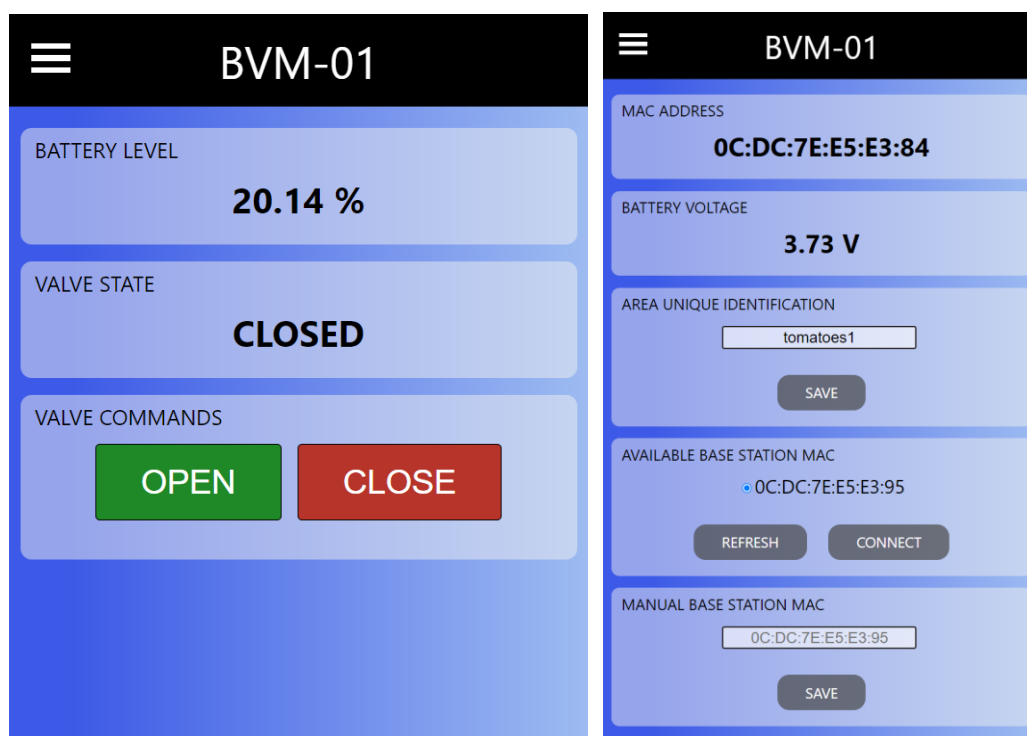 BVM-01
BATTERY LEVEL
20.14 %
VALVE STATE
CLOSED
VALVE COMMANDS
OPEN CLOSE
BVM-01
MAC ADDRESS
0C:DC:7E:E5:E3:84
BATTERY VOLTAGE
3.73 V
AREA UNIQUE IDENTIFICATION
tomatoes1
SAVE
AVAILABLE BASE STATION MAC
0C:DC:7E:E5:E3:95
REFRESH CONNECT
MANUAL BASE STATION MAC
0C:DC:7E:E5:E3:95
SAVE